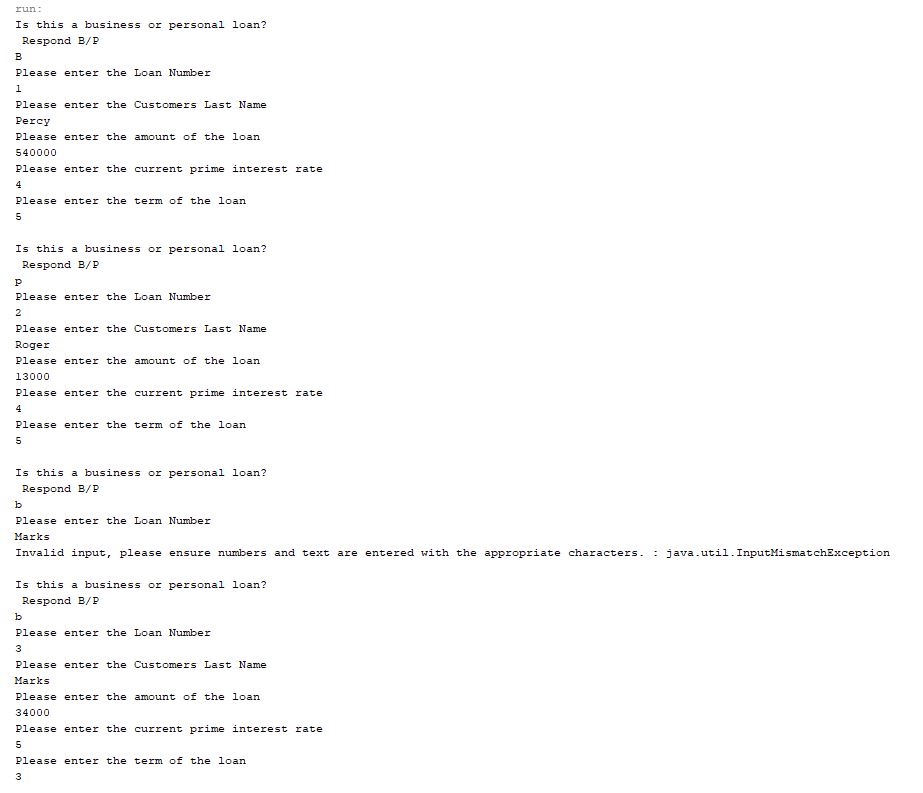 run:
Is this a business or personal loan?
 Respond B/P
B
Please enter the Loan Number
1
Please enter the Customers Last Name
Percy
Please enter the amount of the loan
540000
Please enter the current prime interest rate
4
Please enter the term of the loan
5

Is this a business or personal loan?
 Respond B/P
p
Please enter the Loan Number
2
Please enter the Customers Last Name
Roger
Please enter the amount of the loan
13000
Please enter the current prime interest rate
4
Please enter the term of the loan
5

Is this a business or personal loan?
 Respond B/P
b
Please enter the Loan Number
Marks
Invalid input, please ensure numbers and text are entered with the appropriate characters. : java.util.InputMismatchException

Is this a business or personal loan?
 Respond B/P
b
Please enter the Loan Number
3
Please enter the Customers Last Name
Marks
Please enter the amount of the loan
34000
Please enter the current prime interest rate
5
Please enter the term of the loan
3